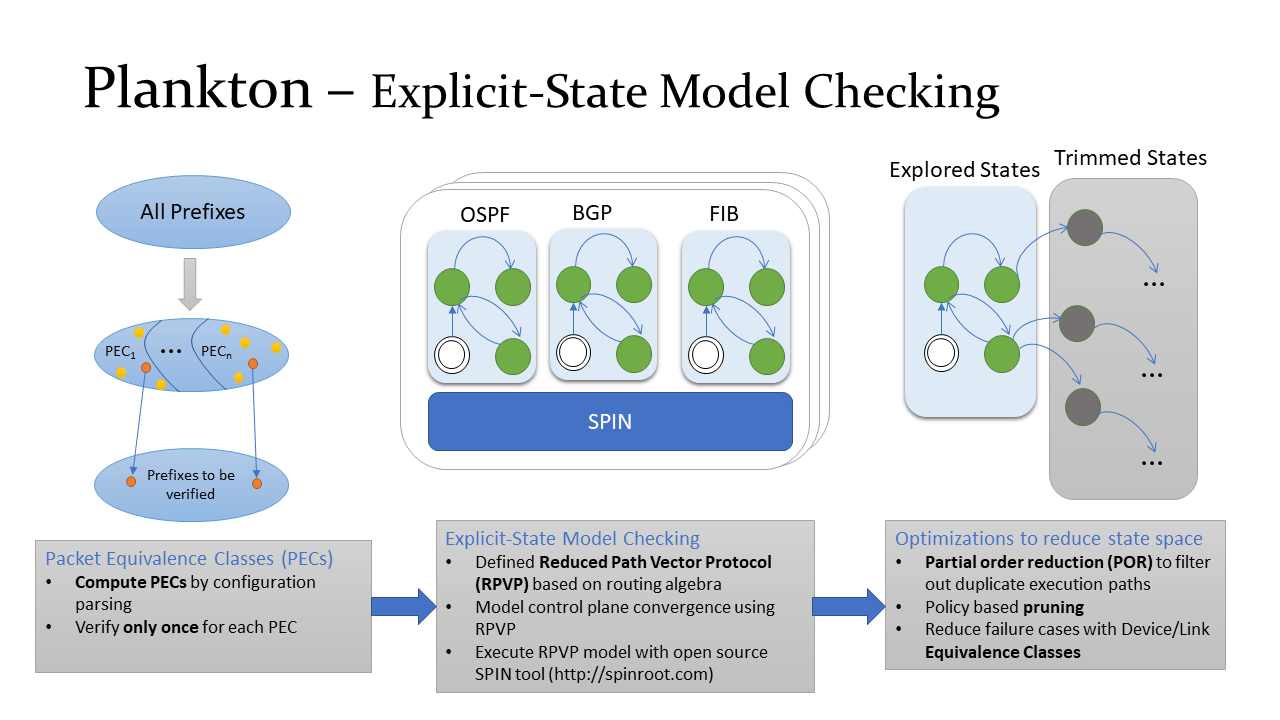 Plankton – Explicit-State Model Checking
All Prefixes
PEC1
...
PECn
Prefixes to be
verified
OSPF
BGP
FIB
SPIN
Explored States
Trimmed States
...
...
...
Packet Equivalence Classes (PECs)
• Compute PECs by configuration
parsing
• Verify only once for each PEC
Explicit-State Model Checking
• Defined Reduced Path Vector Protocol
(RPVP) based on routing algebra
• Model control plane convergence using
RPVP
• Execute RPVP model with open source
SPIN tool (http://spinroot.com)
Optimizations to reduce state space
• Partial order reduction (POR) to filter
out duplicate execution paths
• Policy based pruning
• Reduce failure cases with Device/Link
Equivalence Classes